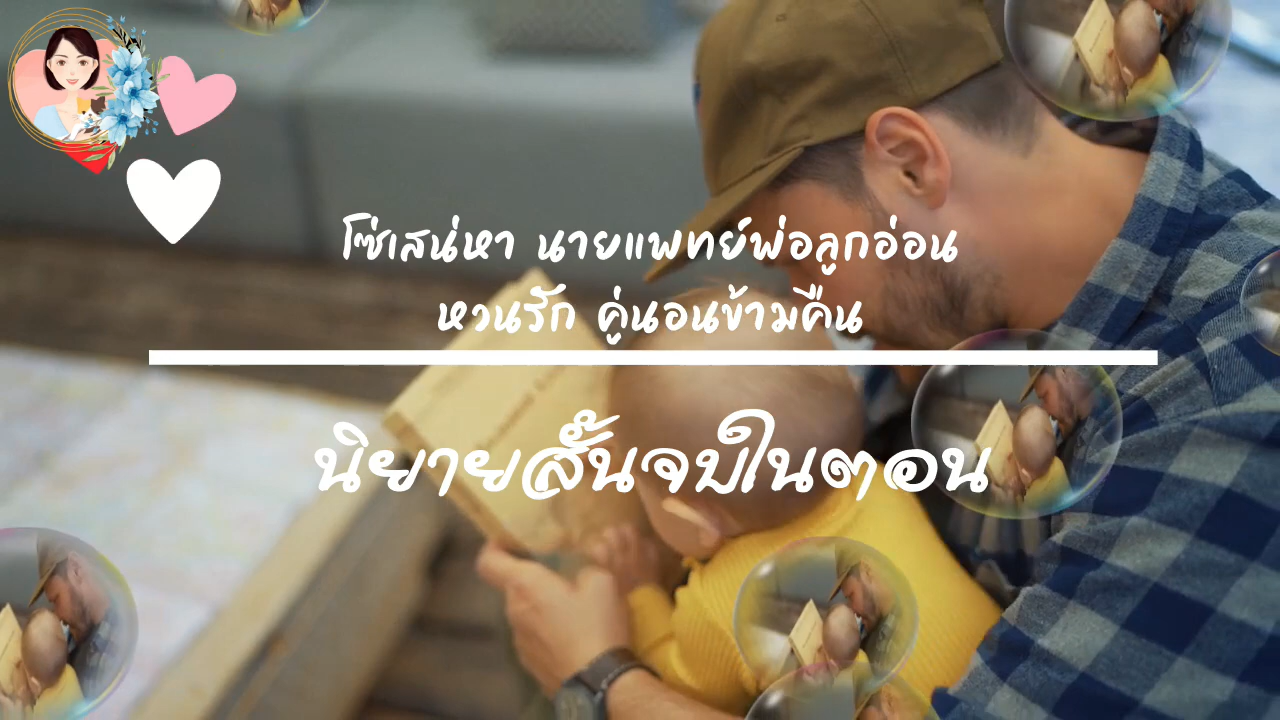 โซ่เสน่หา นายแพทย์พ่อลูกอ่อน
หวนรัก คู่นอนข้ามคืน
นิยายสั้นจบในตอน